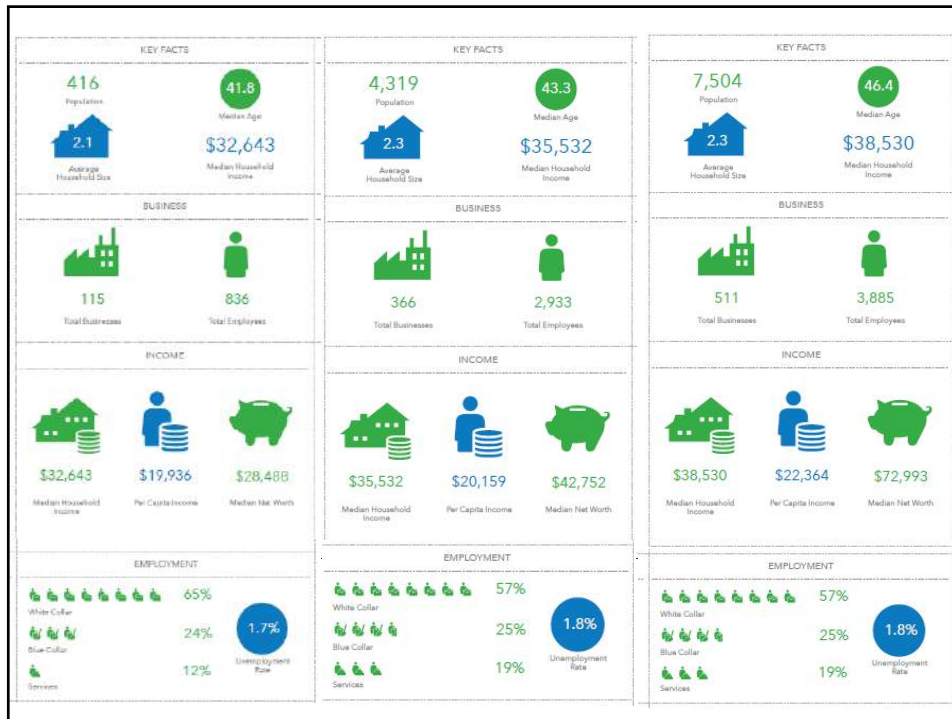 KEY FACTS
416
Population
41.8
Median Age
2.1
Average
Household Size
$32,643
Median Household
Income
BUSINESS
115
Total Businesses
836
Total Employees
INCOME
$32,643
Median Household
Income
$19,936
Per Capita Income
$28,488
Median Net Worth
EMPLOYMENT
65%
White Collar
24%
Blue Collar
12%
Services
1.7%
Unemployment
Rate
KEY FACTS
4,319
Population
43.3
Median Age
2.3
Average
Household Size
$35,532
Median Household
Income
BUSINESS
366
Total Businesses
2,933
Total Employees
INCOME
$35,532
Median Household
Income
$20,159
Per Capita Income
$42,752
Median Net Worth
EMPLOYMENT
57%
White Collar
25%
Blue Collar
19%
Services
1.8%
Unemployment
Rate
KEY FACTS
7,504
Population
46.4
Median Age
2.3
Average
Household Size
$38,530
Median Household
Income
BUSINESS
511
Total Businesses
3,885
Total Employees
INCOME
$38,530
Median Household
Income
$22,364
Per Capita Income
$72,993
Median Net Worth
EMPLOYMENT
57%
White Collar
25%
Blue Collar
19%
Services
1.8%
Unemployment
Rate